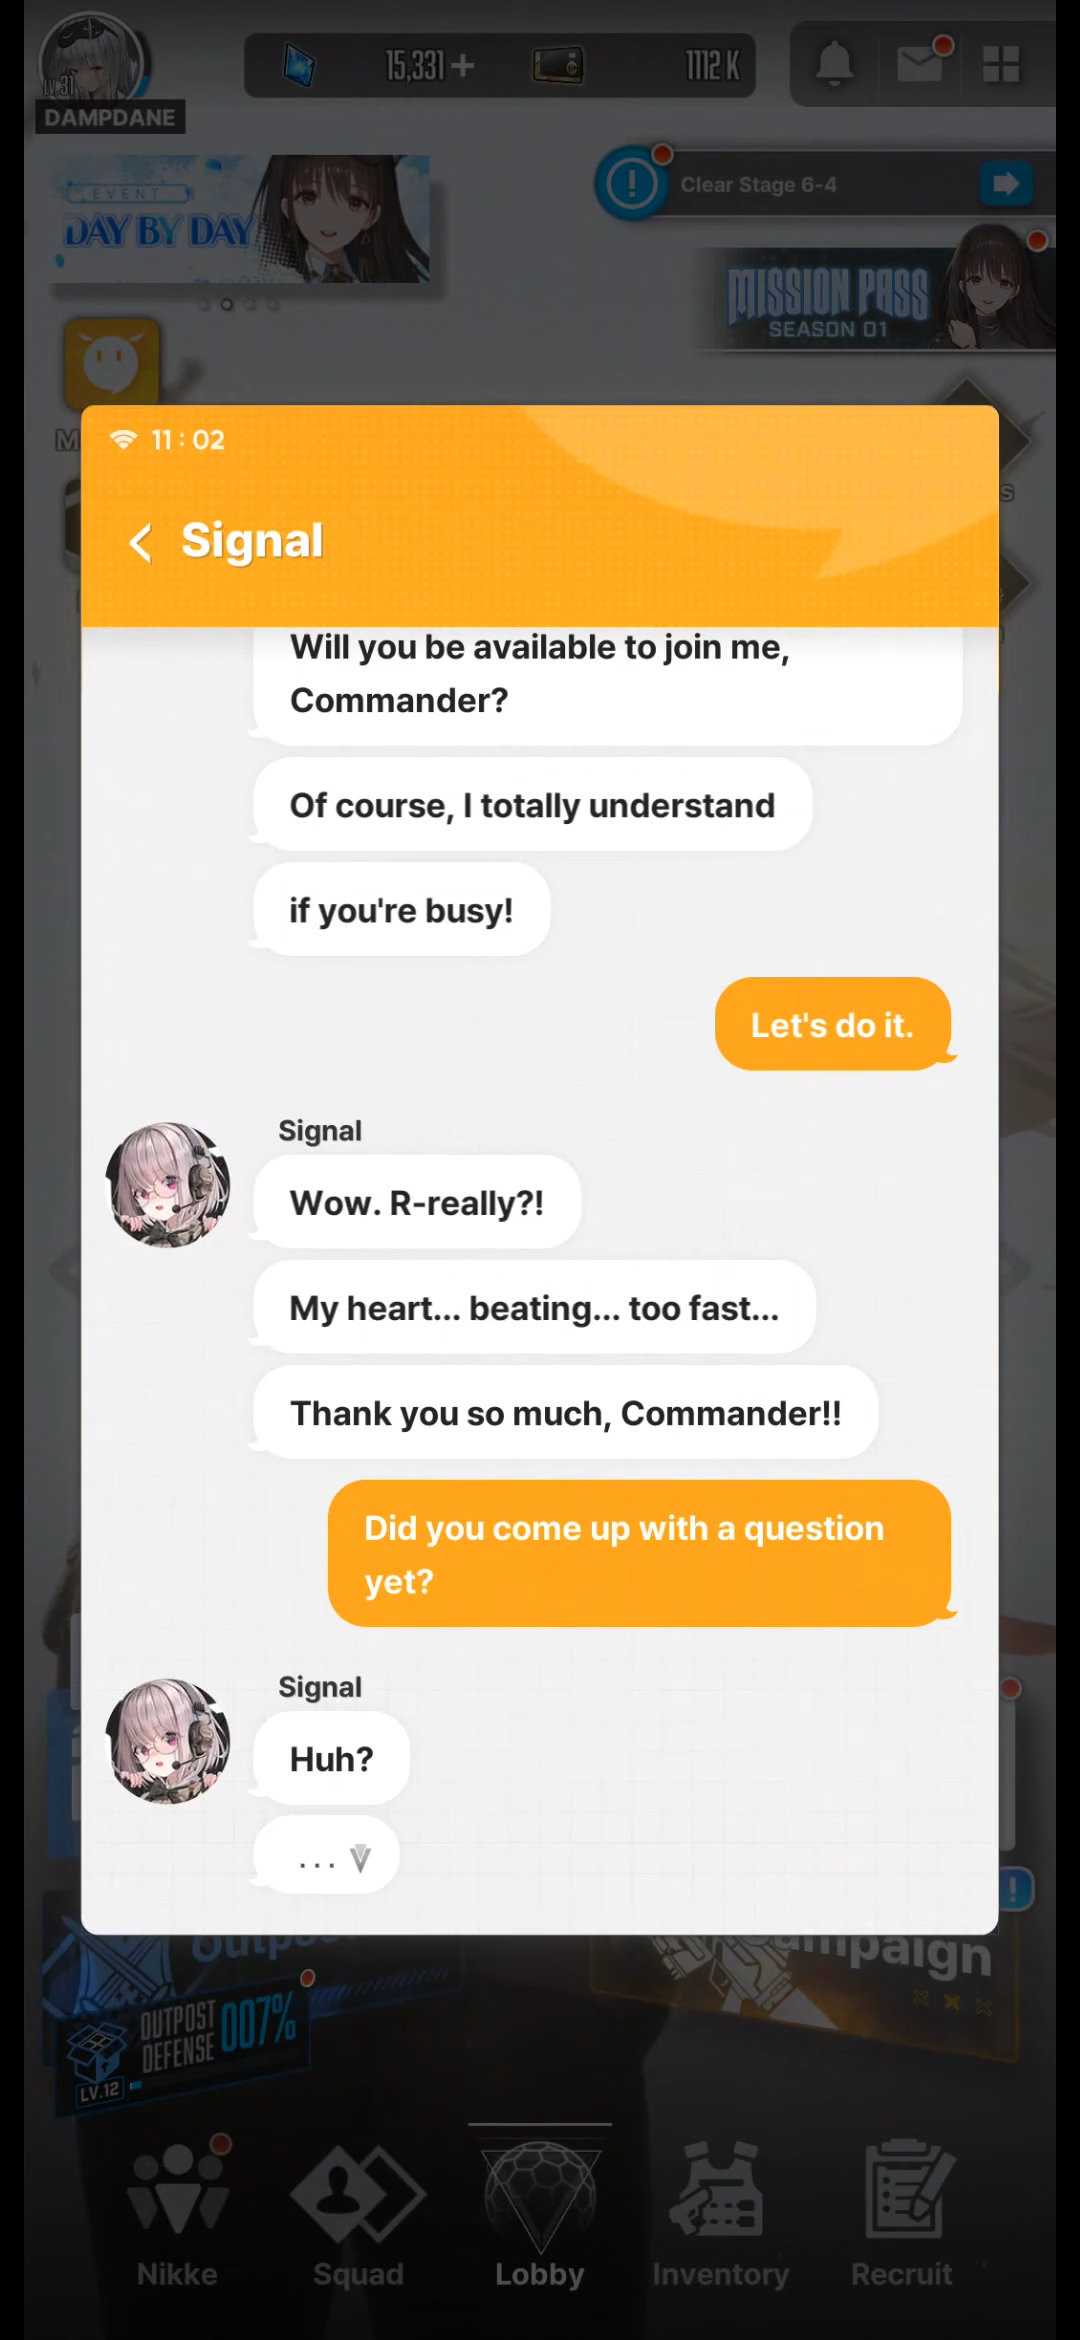 LV.31
15,331
1112 K
DAMPDANE
EVENT
DAY BY DAY
Clear Stage 6-4
MISSION PASS
SEASON 01
11 : 02
Signal
Will you be available to join me,
Commander?
Of course, I totally understand
if you're busy!
Let's do it.
Signal
Wow. R-really?!
My heart... beating... too fast...
Thank you so much, Commander!!
Did you come up with a question
yet?
Signal
Huh?
...
Outpost
Campaign
OUTPOST
DEFENSE
007%
LV.12
Nikke
Squad
Lobby
Inventory
Recruit